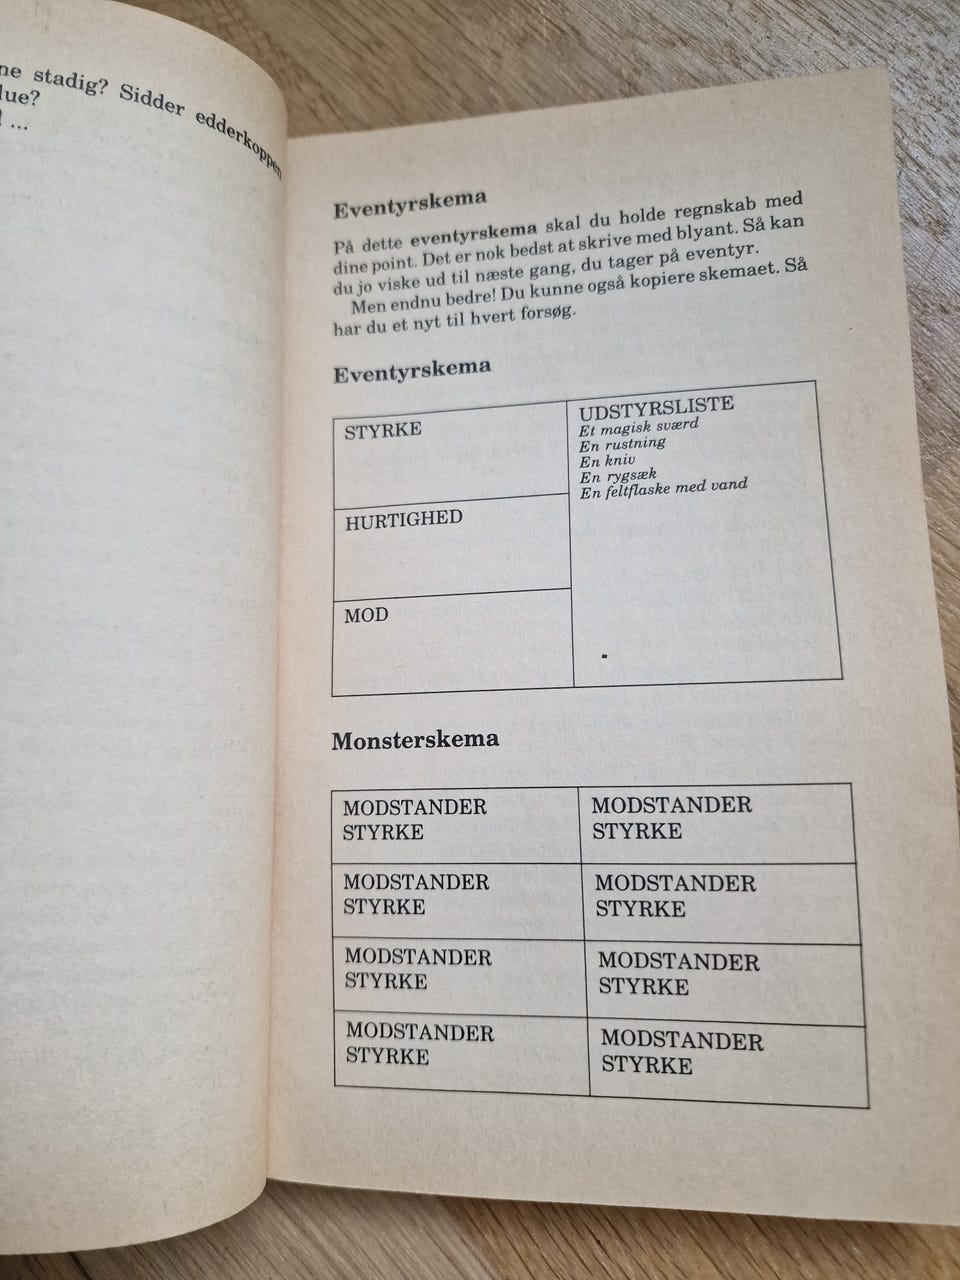 ne stadig? Sidder edderkoppen
lue?
...
Eventyrskema
På dette eventyrskema skal du holde regnskab med
dine point. Det er nok bedst at skrive med blyant. Så kan
du jo viske ud til næste gang, du tager på eventyr.
Men endnu bedre! Du kunne også kopiere skemaet. Så
har du et nyt til hvert forsøg.
Eventyrskema
STYRKE
HURTIGHED
MOD
UDSTYRSLISTE
Et magisk sværd
En rustning
En kniv
En rygsæk
En feltflaske med vand
Monsterskema
MODSTANDER
STYRKE
MODSTANDER
STYRKE
MODSTANDER
STYRKE
MODSTANDER
STYRKE
MODSTANDER
STYRKE
MODSTANDER
STYRKE
MODSTANDER
STYRKE
MODSTANDER
STYRKE